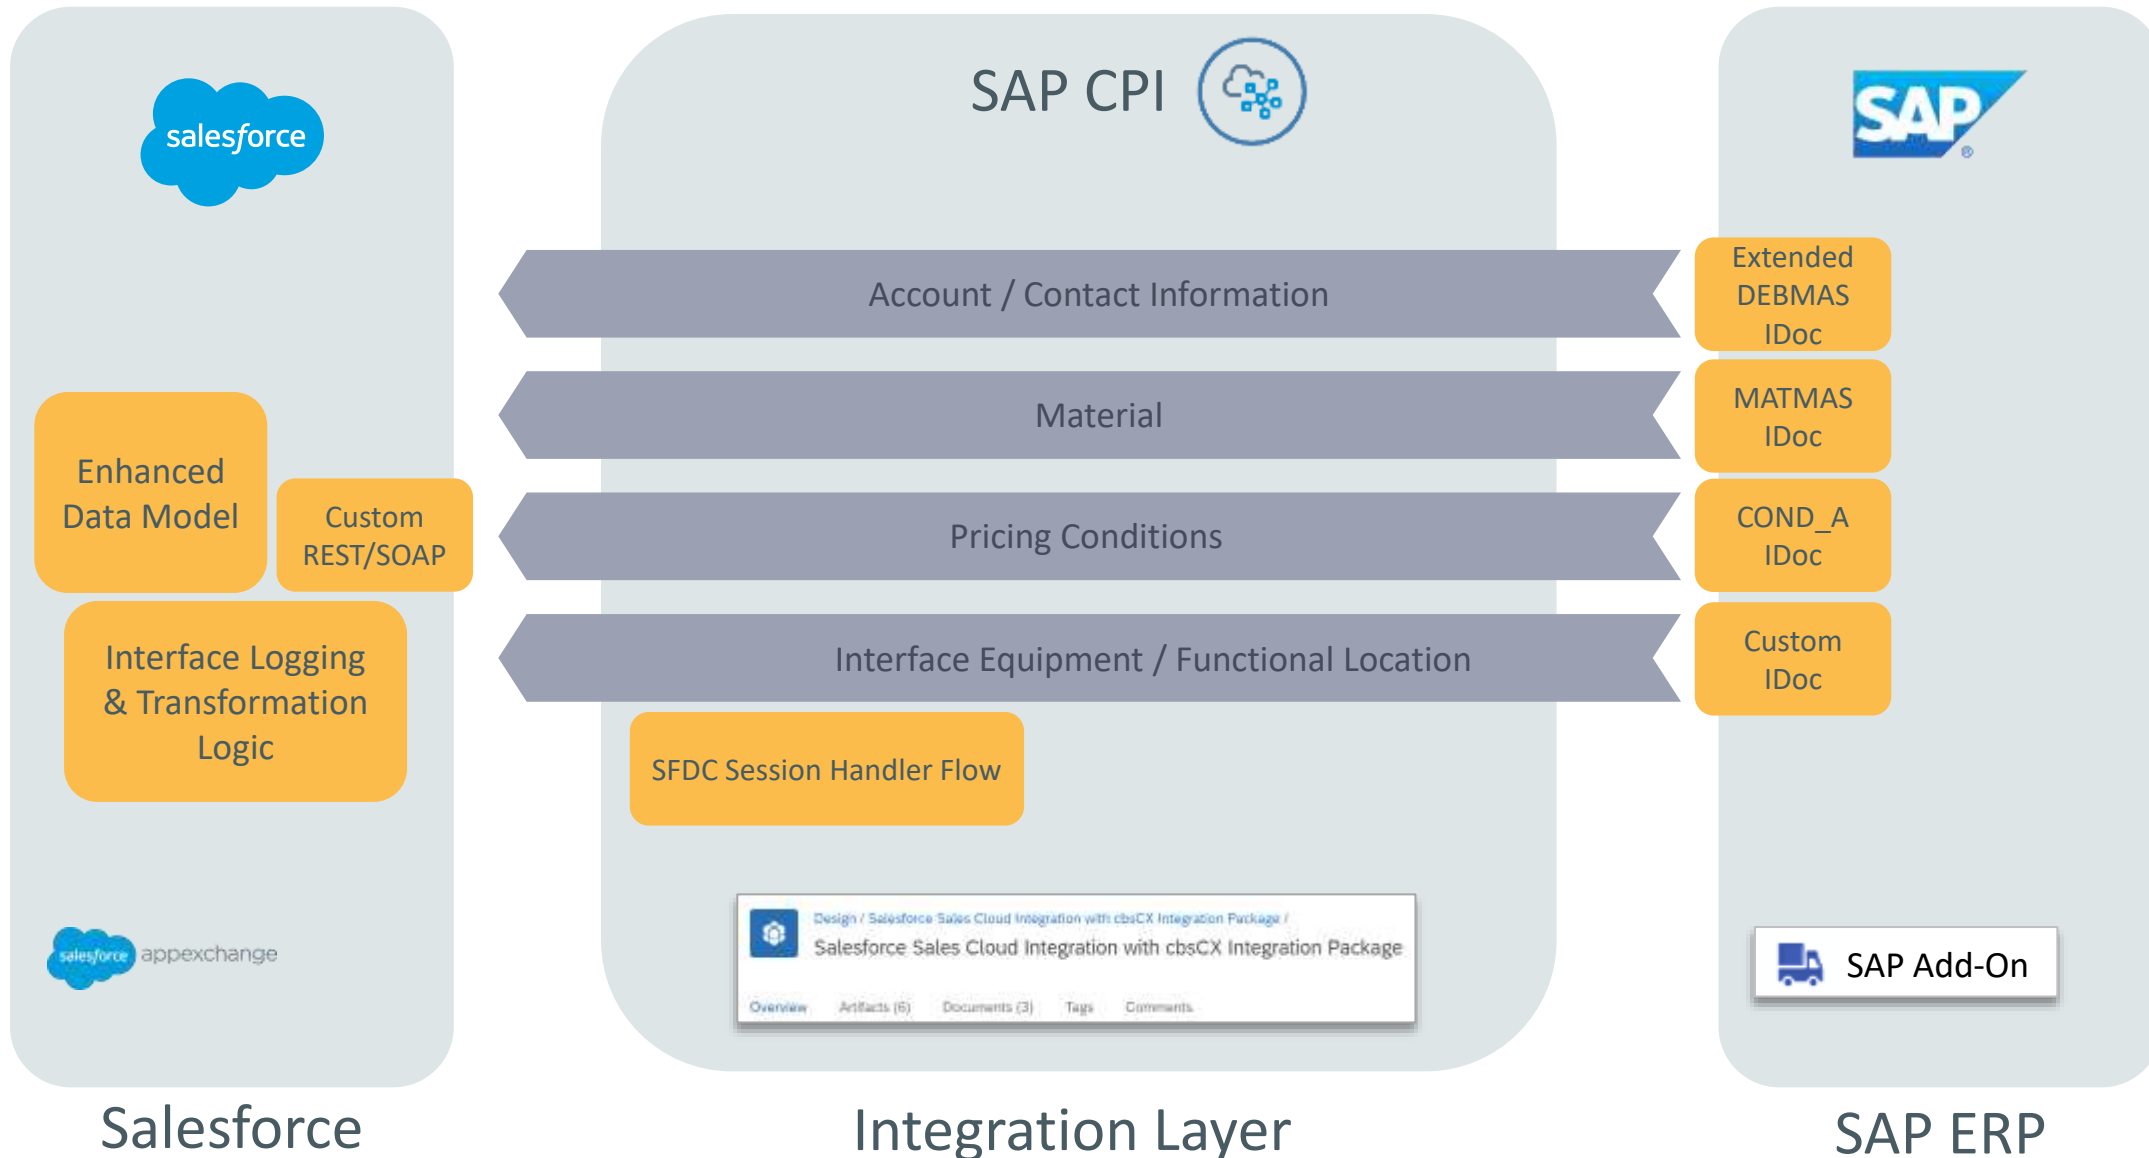 salesforce
Enhanced
Data Model
Custom
REST/SOAP
Interface Logging
& Transformation
Logic
salesforce appexchange
Salesforce
SAP CPI
Account / Contact Information
Material
Pricing Conditions
Interface Equipment / Functional Location
SFDC Session Handler Flow
Design / Salesforce Sales Cloud Integration with cbsCX Integration Package /
Salesforce Sales Cloud Integration with cbsCX Integration Package
Overview Artifacts (6) Documents (3) Tags Comments
Integration Layer
SAP
®
Extended
DEBMAS
IDoc
MATMAS
IDoc
COND_A
IDoc
Custom
IDoc
SAP Add-On
SAP ERP